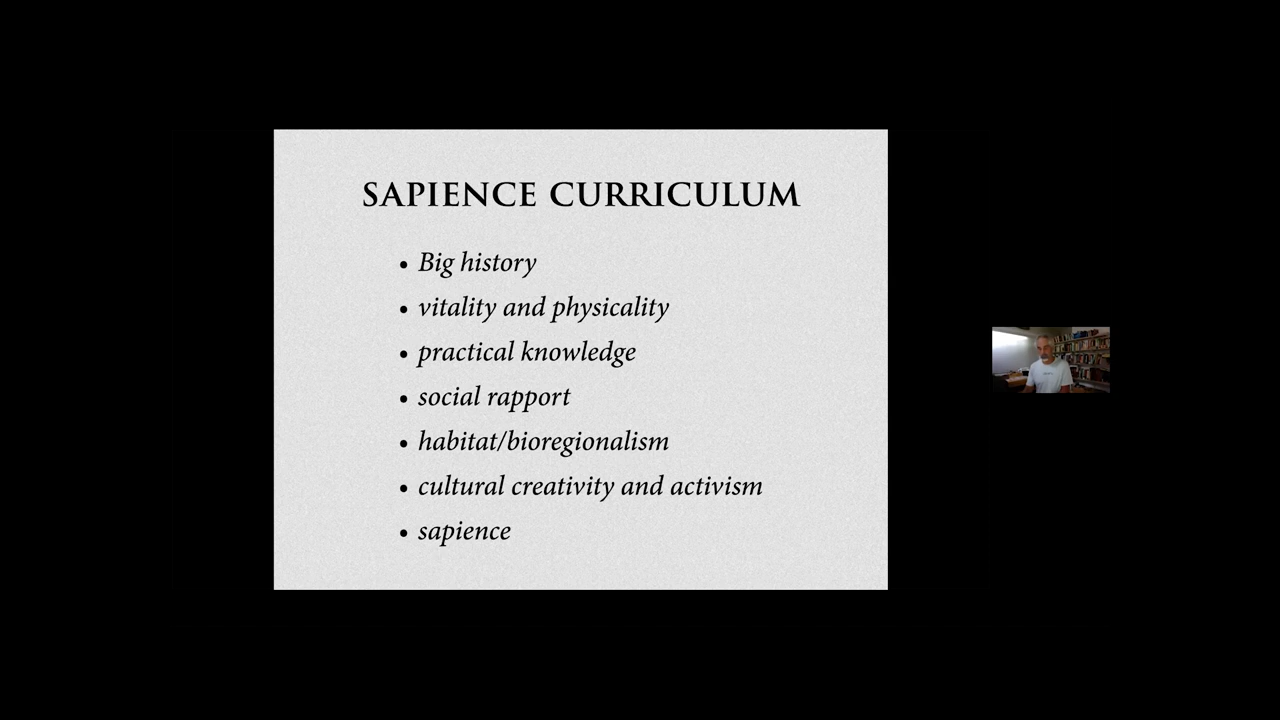 SAPIENCE CURRICULUM
• Big history
• vitality and physicality
• practical knowledge
• social rapport
• habitat/bioregionalism
• cultural creativity and activism
• sapience